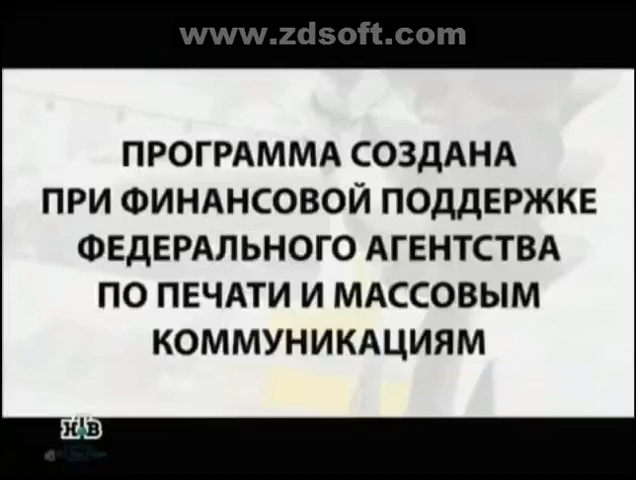 www.zdsoft.com
ПРОГРАММА СОЗДАНА
ПРИ ФИНАНСОВОЙ ПОДДЕРЖКЕ
ФЕДЕРАЛЬНОГО АГЕНТСТВА
ПО ПЕЧАТИ И МАССОВЫМ
КОММУНИКАЦИЯМ
НТВ